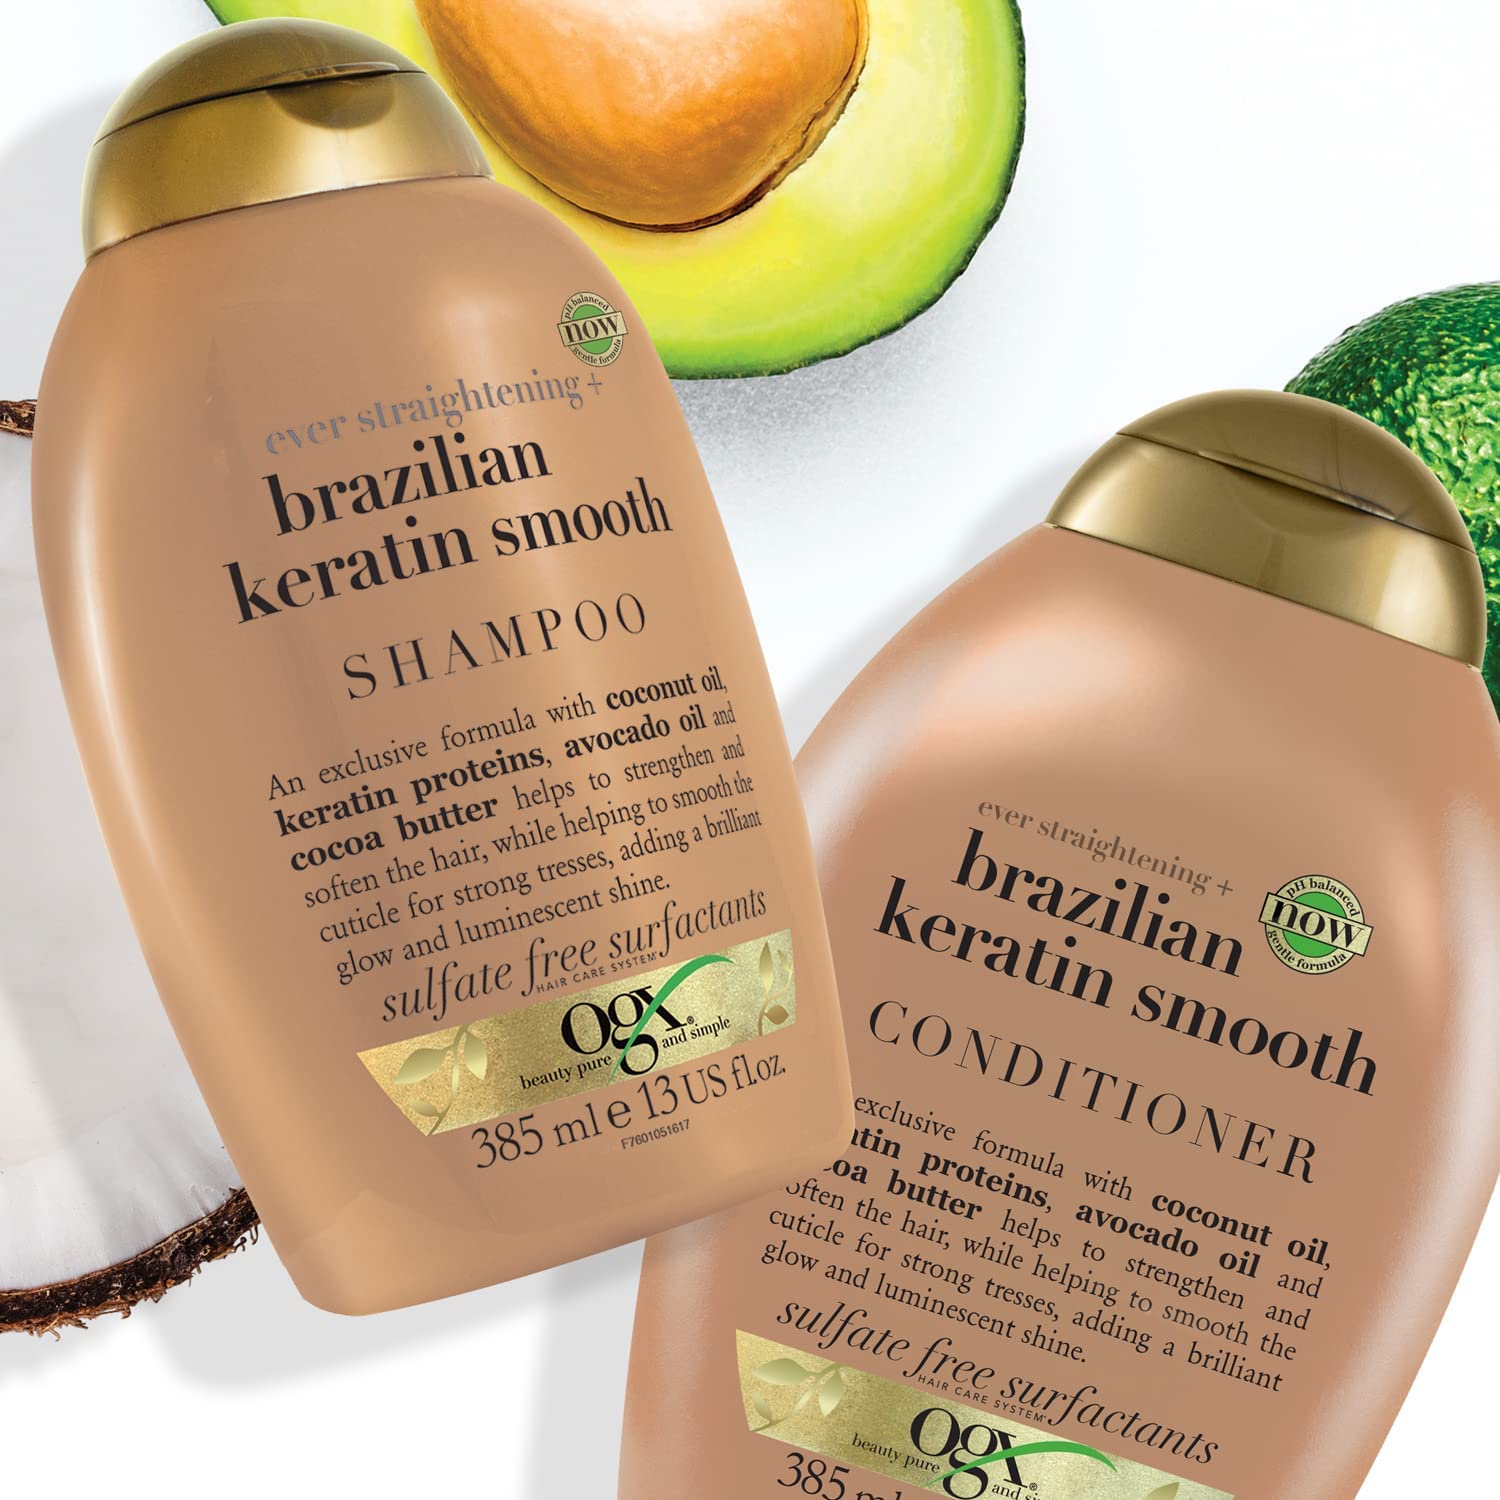 pH balanced
now
gentle formula
ever straightening +
brazilian
keratin smooth
SHAMPOO
An exclusive formula with coconut oil,
keratin proteins, avocado oil and
cocoa butter helps to strengthen and
soften the hair, while helping to smooth the
cuticle for strong tresses, adding a brilliant
glow and luminescent shine.
sulfate free surfactants
HAIR CARE SYSTEM
ogx®
beauty pure and simple
385 ml e 13 US fl.oz.
F7601051617
ever straightening +
brazilian
keratin smooth
pH balanced
now
gentle formula
CONDITIONER
exclusive formula with coconut oil,
atin proteins, avocado oil and
oa butter helps to strengthen and
soften the hair, while helping to smooth the
cuticle for strong tresses, adding a brilliant
glow and luminescent shine.
sulfate free surfactants
HAIR CARE SYSTEM
ogx
beauty pure and simple
385 ml